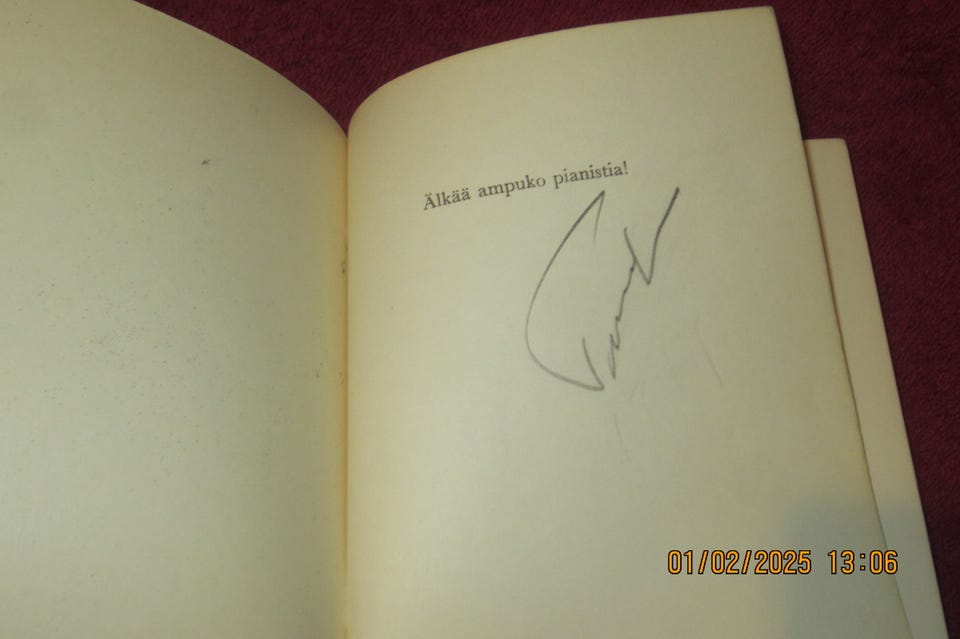 Älkää ampuko pianistia!
01/02/2025 13:06